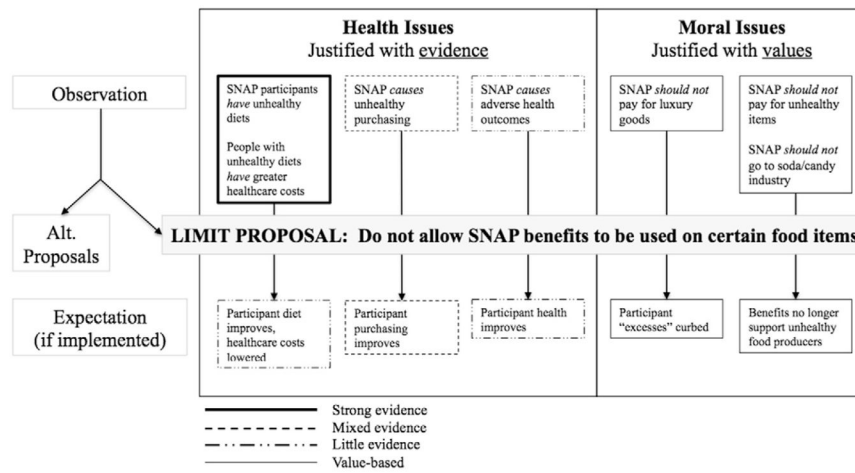 Health Issues
Justified with evidence
Moral Issues
Justified with values
Observation
SNAP participants
have unhealthy
diets
People with
unhealthy diets
have greater
healthcare costs
SNAP causes
unhealthy
purchasing
SNAP causes
adverse health
outcomes
SNAP should not
pay for luxury
goods
SNAP should not
pay for unhealthy
items
SNAP should not
go to soda/candy
industry
Alt.
Proposals
LIMIT PROPOSAL: Do not allow SNAP benefits to be used on certain food items
Expectation
(if implemented)
Participant diet
improves,
healthcare costs
lowered
Participant
purchasing
improves
Participant health
improves
Participant
“excesses” curbed
Benefits no longer
support unhealthy
food producers
Strong evidence
Mixed evidence
Little evidence
Value-based